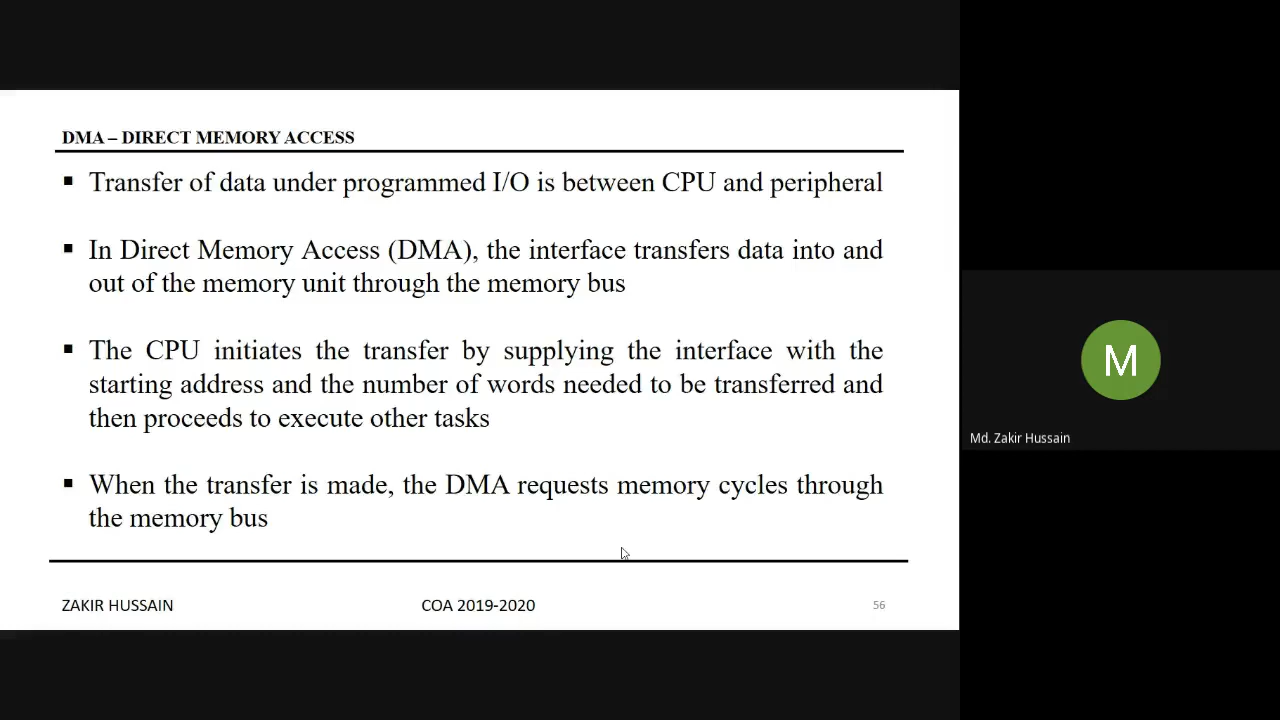 DMA – DIRECT MEMORY ACCESS
▪ Transfer of data under programmed I/O is between CPU and peripheral
▪ In Direct Memory Access (DMA), the interface transfers data into and
out of the memory unit through the memory bus
▪ The CPU initiates the transfer by supplying the interface with the
starting address and the number of words needed to be transferred and
then proceeds to execute other tasks
▪ When the transfer is made, the DMA requests memory cycles through
the memory bus
ZAKIR HUSSAIN
COA 2019-2020
56
M
Md. Zakir Hussain